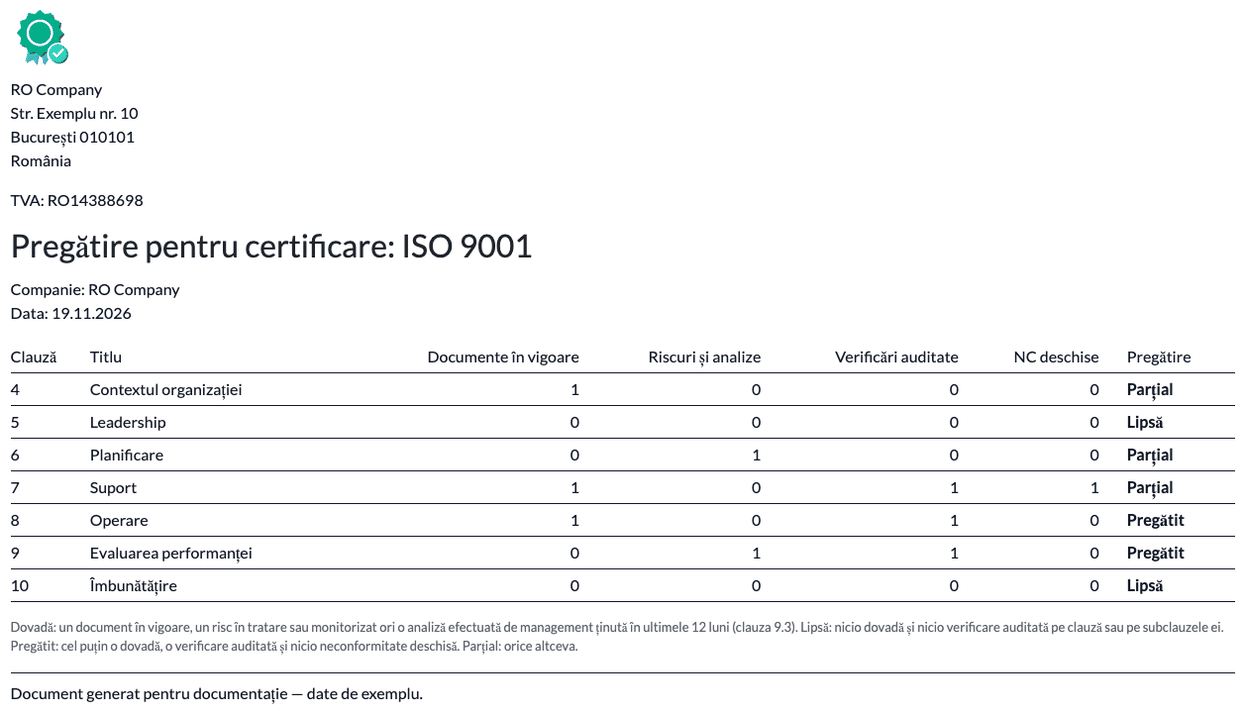 RO Company
Str. Exemplu nr. 10
București 010101
România
TVA: RO14388698
Pregătire pentru certificare: ISO 9001
Companie: RO Company
Data: 19.11.2026
Clauză Titlu Documente în vigoare Riscuri și analize Verificări auditate NC deschise Pregătire
4 Contextul organizației 1 0 0 0 Parțial
5 Leadership 0 0 0 0 Lipsă
6 Planificare 0 1 0 0 Parțial
7 Suport 1 0 1 1 Parțial
8 Operare 1 0 1 0 Pregătit
9 Evaluarea performanței 0 1 1 0 Pregătit
10 Îmbunătățire 0 0 0 0 Lipsă
Dovadă: un document în vigoare, un risc în tratare sau monitorizat ori o analiză efectuată de management ținută în ultimele 12 luni (clauza 9.3). Lipsă: nicio dovadă și nicio verificare auditată pe clauză sau pe subclauzele ei.
Pregătit: cel puțin o dovadă, o verificare auditată și nicio neconformitate deschisă. Parțial: orice altceva.
Document generat pentru documentație — date de exemplu.